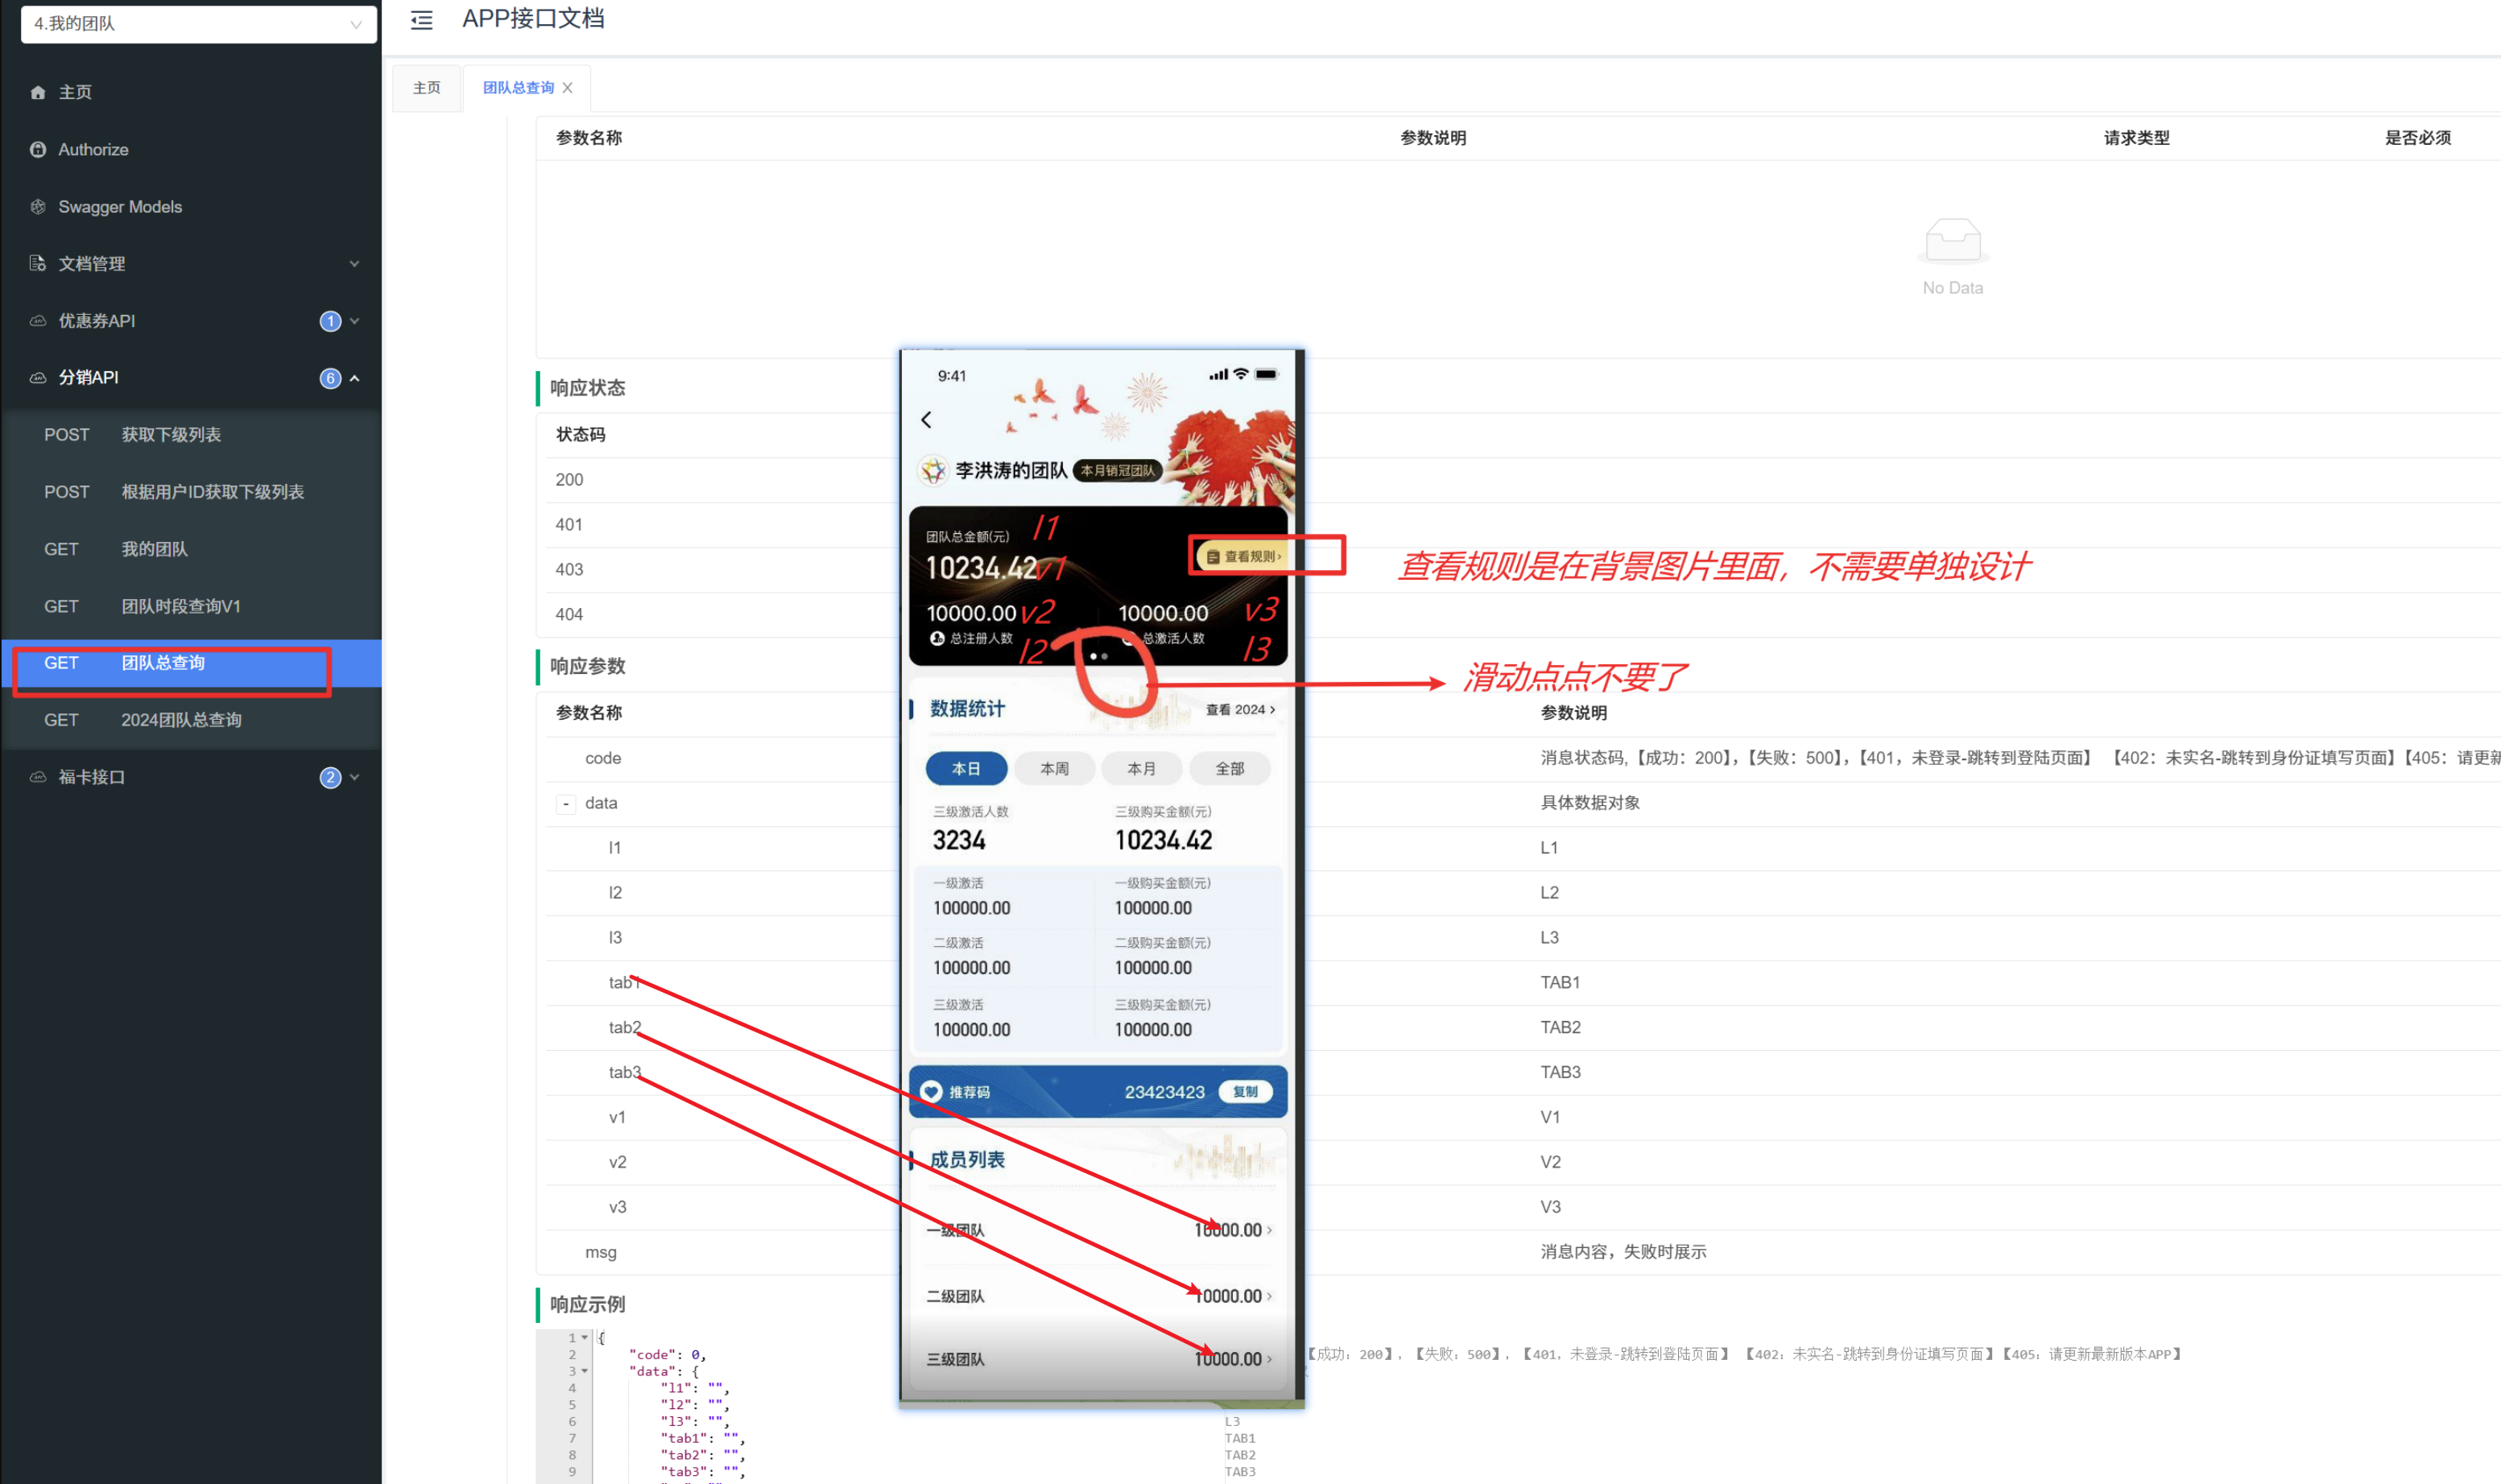 4.我的团队
APP接口文档
主页
Authorize
Swagger Models
文档管理
优惠券API 1
分销API 6
POST 获取下级列表
POST 根据用户ID获取下级列表
GET 我的团队
GET 团队时段查询V1
GET 团队总查询
GET 2024团队总查询
福卡接口 2
主页 团队总查询
参数名称 参数说明 请求类型 是否必须
No Data
响应状态
状态码
200
401
403
404
响应参数
参数名称 参数说明
code 消息状态码,【成功：200】,【失败：500】,【401，未登录-跳转到登陆页面】 【402：未实名-跳转到身份证填写页面】【405：请更新
- data 具体数据对象
l1 L1
l2 L2
l3 L3
tab1 TAB1
tab2 TAB2
tab3 TAB3
v1 V1
v2 V2
v3 V3
msg 消息内容，失败时展示
响应示例
1 {
2 "code": 0, 【成功：200】,【失败：500】,【401，未登录-跳转到登陆页面】 【402：未实名-跳转到身份证填写页面】【405：请更新最新版本APP】
3 "data": {
4 "l1": "",
5 "l2": "",
6 "l3": "", L3
7 "tab1": "", TAB1
8 "tab2": "", TAB2
9 "tab3": "", TAB3
9:41
李洪涛的团队 本月销冠团队
团队总金额(元) l1
10234.42 v1
查看规则
10000.00 v2 10000.00 v3
总注册人数 l2 总激活人数 l3
查看规则是在背景图片里面，不需要单独设计
滑动点点不要了
数据统计 查看 2024
本日 本周 本月 全部
三级激活人数 三级购买金额(元)
3234 10234.42
一级激活 一级购买金额(元)
100000.00 100000.00
二级激活 二级购买金额(元)
100000.00 100000.00
三级激活 三级购买金额(元)
100000.00 100000.00
推荐码 23423423 复制
成员列表
一级团队 10000.00
二级团队 10000.00
三级团队 10000.00